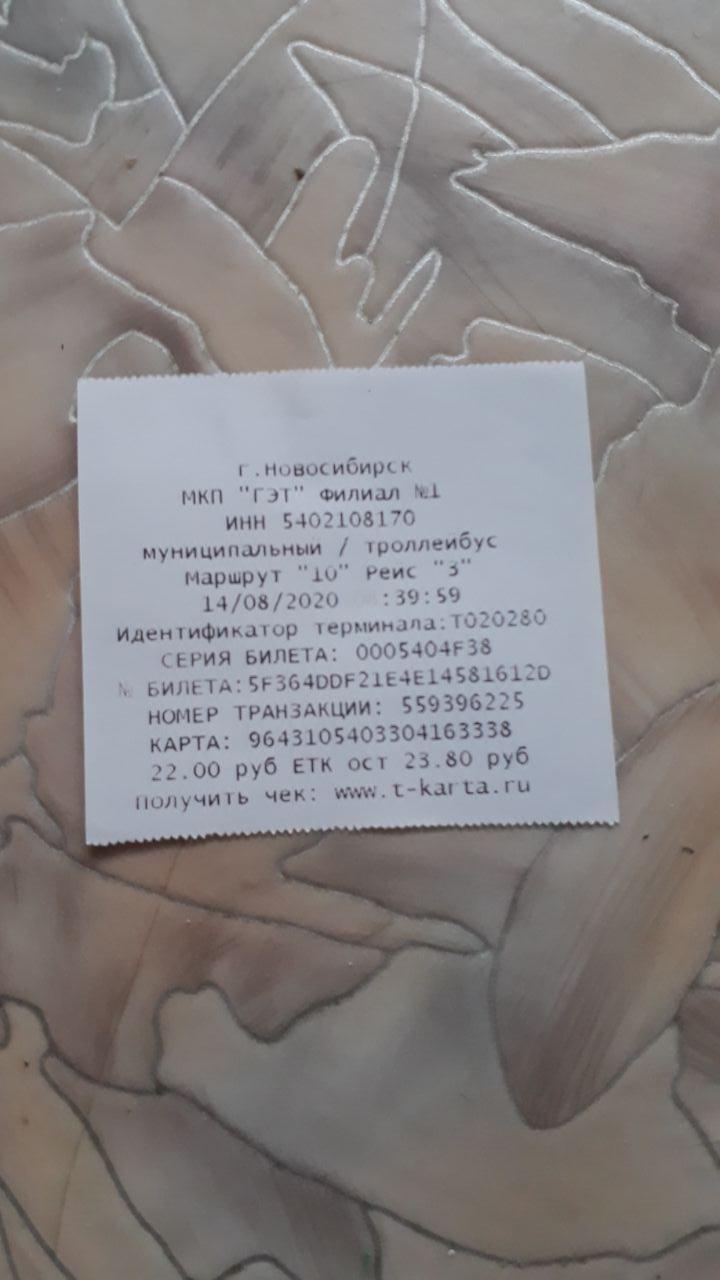 г.Новосибирск
МКП "ГЭТ" Филиал №1
ИНН 5402108170
муниципальный / троллейбус
Маршрут "10" Рейс "3"
14/08/2020 :39:59
Идентификатор терминала:T020280
СЕРИЯ БИЛЕТА: 0005404F38
№ БИЛЕТА:5F364DDF21E4E14581612D
НОМЕР ТРАНЗАКЦИИ: 559396225
КАРТА: 9643105403304163338
22.00 руб ЕТК ост 23.80 руб
Получить чек: www.t-karta.ru